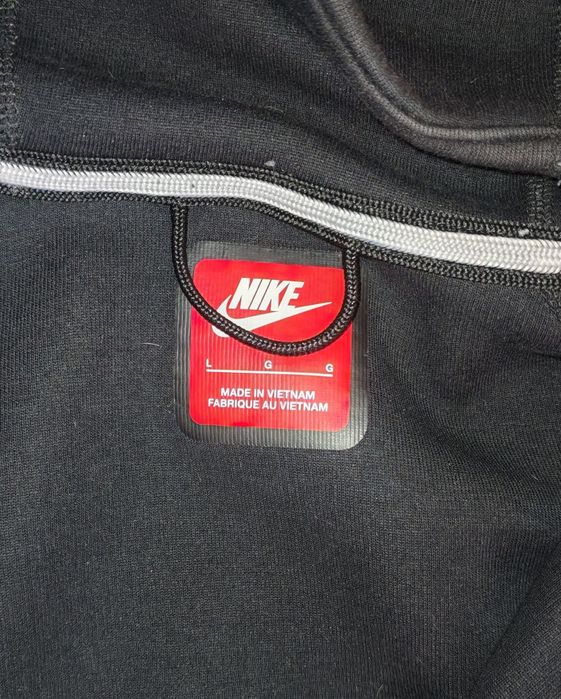 NIKE
L G G
MADE IN VIETNAM
FABRIQUE AU VIETNAM